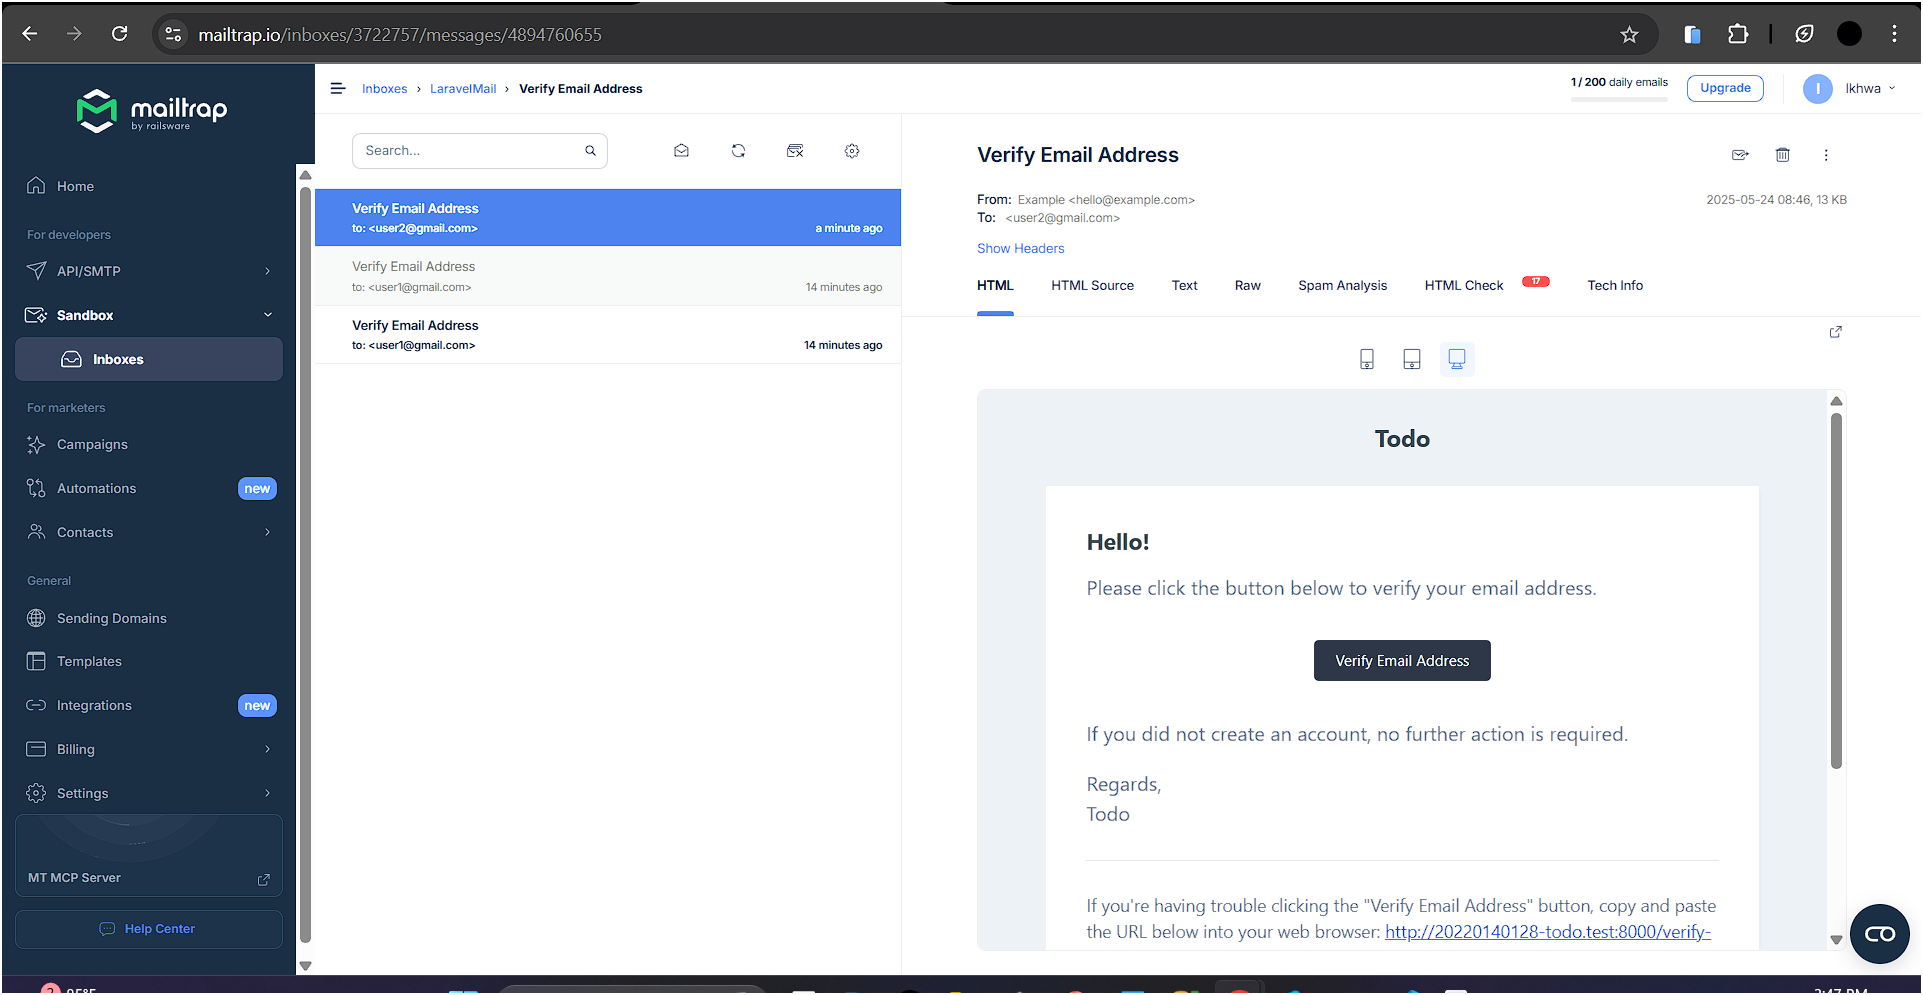 mailtrap.io/inboxes/3722757/messages/4894760655
mailtrap
by railsware
Home
For developers
API/SMTP
Sandbox
Inboxes
For marketers
Campaigns
Automations new
Contacts
General
Sending Domains
Templates
Integrations new
Billing
Settings
MT MCP Server
Help Center
Inboxes › LaravelMail › Verify Email Address
1 / 200 daily emails
Upgrade
I Ikhwa
Search...
Verify Email Address
to: <user2@gmail.com> a minute ago
Verify Email Address
to: <user1@gmail.com> 14 minutes ago
Verify Email Address
to: <user1@gmail.com> 14 minutes ago
Verify Email Address
From: Example <hello@example.com> 2025-05-24 08:46, 13 KB
To: <user2@gmail.com>
Show Headers
HTML HTML Source Text Raw Spam Analysis HTML Check 17 Tech Info
Todo
Hello!
Please click the button below to verify your email address.
Verify Email Address
If you did not create an account, no further action is required.
Regards,
Todo
If you're having trouble clicking the "Verify Email Address" button, copy and paste
the URL below into your web browser: http://20220140128-todo.test:8000/verify-